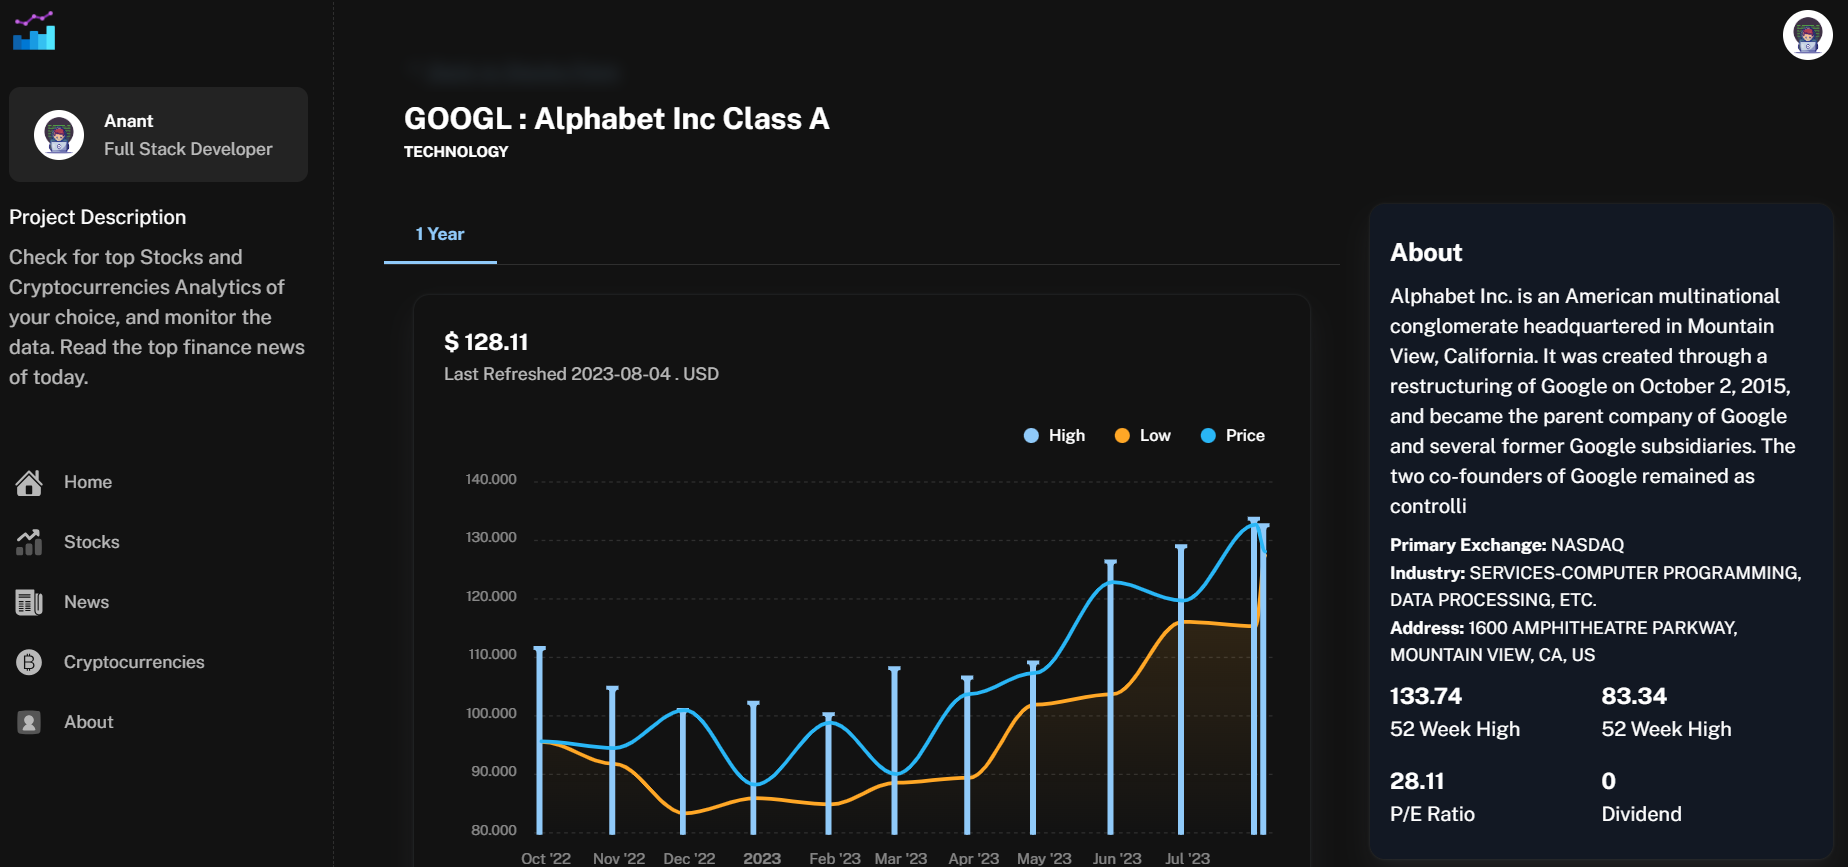 Anant
Full Stack Developer
Project Description
Check for top Stocks and
Cryptocurrencies Analytics of
your choice, and monitor the
data. Read the top finance news
of today.
Home
Stocks
News
Cryptocurrencies
About
GOOGL : Alphabet Inc Class A
TECHNOLOGY
1 Year
$ 128.11
Last Refreshed 2023-08-04 . USD
High Low Price
140.000
130.000
120.000
110.000
100.000
90.000
80.000
Oct '22 Nov '22 Dec '22 2023 Feb '23 Mar '23 Apr '23 May '23 Jun '23 Jul '23
About
Alphabet Inc. is an American multinational
conglomerate headquartered in Mountain
View, California. It was created through a
restructuring of Google on October 2, 2015,
and became the parent company of Google
and several former Google subsidiaries. The
two co-founders of Google remained as
controlli
Primary Exchange: NASDAQ
Industry: SERVICES-COMPUTER PROGRAMMING,
DATA PROCESSING, ETC.
Address: 1600 AMPHITHEATRE PARKWAY,
MOUNTAIN VIEW, CA, US
133.74 83.34
52 Week High 52 Week High
28.11 0
P/E Ratio Dividend